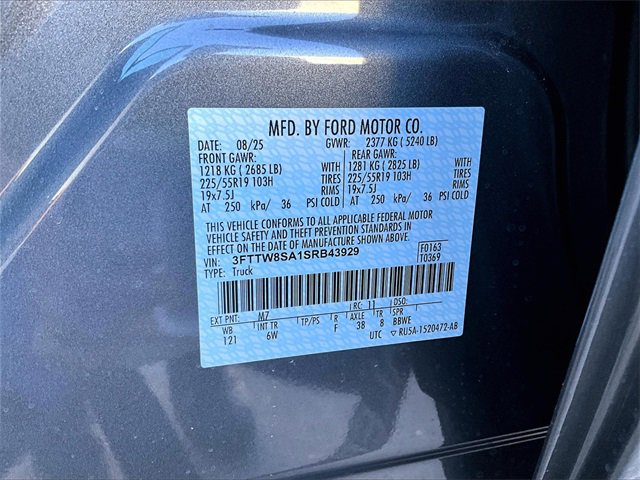 MFD. BY FORD MOTOR CO.
DATE: 08/25 GVWR: 2377 KG ( 5240 LB)
FRONT GAWR: REAR GAWR:
1218 KG ( 2685 LB) WITH 1281 KG ( 2825 LB) WITH
225/55R19 103H TIRES 225/55R19 103H TIRES
19x7.5J RIMS 19x7.5J RIMS
AT 250 kPa/ 36 PSI COLD AT 250 kPa/ 36 PSI COLD
THIS VEHICLE CONFORMS TO ALL APPLICABLE FEDERAL MOTOR
VEHICLE SAFETY AND THEFT PREVENTION STANDARDS IN EFFECT ON
THE DATE OF MANUFACTURE SHOWN ABOVE.
VIN: 3FTTW8SA1SRB43929 F0163
TYPE: Truck T0369
EXT PNT: M7 RC: 11 DSO:
WB INT TR TP/PS R AXLE TR SPR
121 6W F 38 8 BBWE
UTC ▽ RU5A-1520472-AB